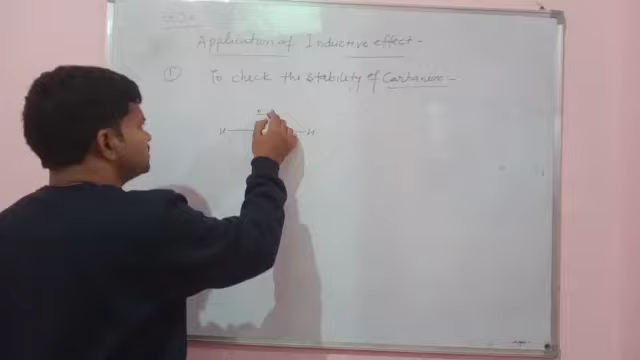 Application of Inductive effect -
① To check the stability of Carbanion -
H H